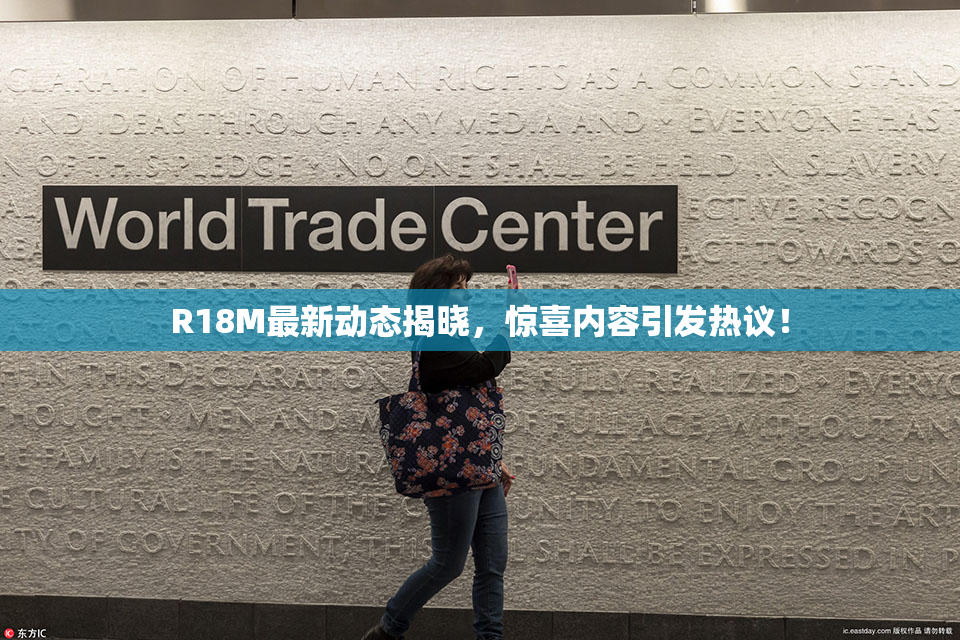 CLARATION OF HUMAN RIGHTS AS A COMMON STAND
AND IDEAS THROUGH ANY MEDIA AND EVERYONE HAS T
N OF THIS PLEDGE NO ONE SHALL BE HELD IN SLAVERY
World Trade Center
ECTIVE RECOGN
ACT TOWARDS O
R18M最新动态揭晓，惊喜内容引发热议！
IN THIS DECLARATION FULLY REALIZED EVERYO
THOUGHT MEN AND OF FULL AGE WITHO
E FAMILY IS THE NATURA FUNDAMENTAL GROUP
E CULTURAL LIFE OF THE COMMUNITY, TO ENJOY THE ART
TY OF GOVERNMENT; THIS SHALL BE EXPRESSED IN P
东方IC
ic.eastday.com 版权作品 请勿转载